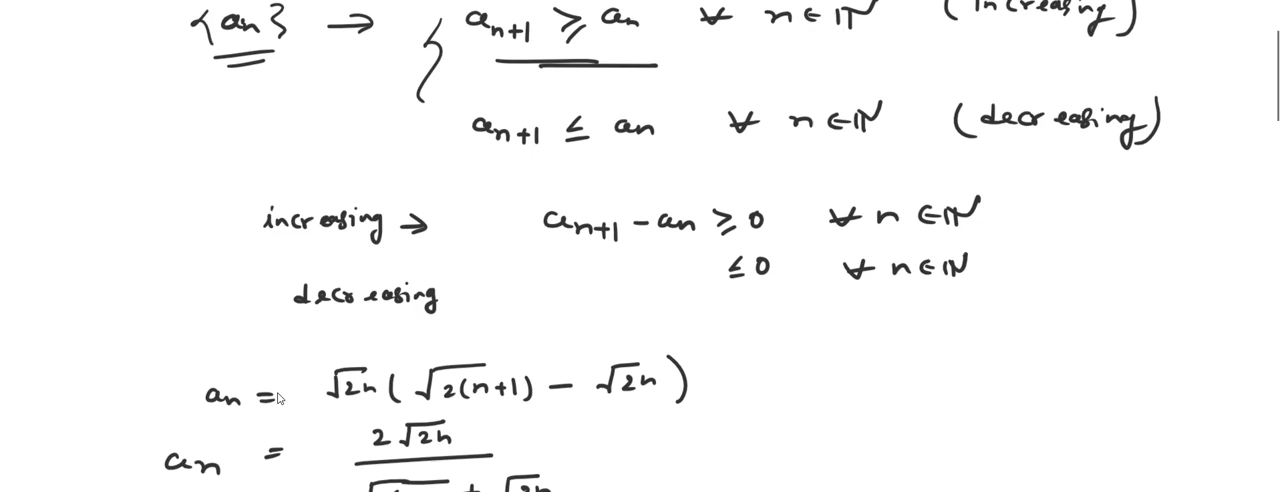 {an} → { an+1 ≥ an ∀ n ∈ ℕ (increasing)
an+1 ≤ an ∀ n ∈ ℕ (decreasing)
increasing → an+1 - an ≥ 0 ∀ n ∈ ℕ
≤ 0 ∀ n ∈ ℕ
decreasing
an = √2n ( √2(n+1) - √2n )
an = 2√2n
+ √2n